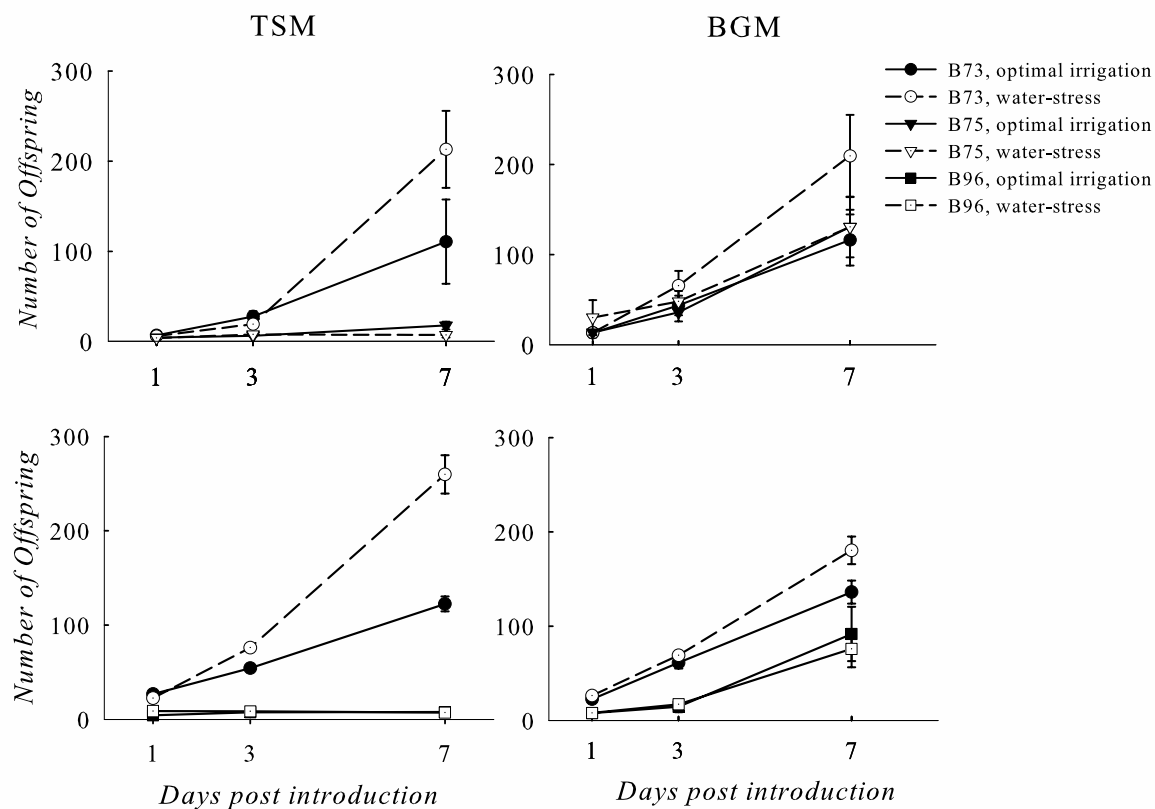 TSM
BGM
B73, optimal irrigation
B73, water-stress
B75, optimal irrigation
B75, water-stress
B96, optimal irrigation
B96, water-stress
Number of Offspring
300
200
100
0
1
3
7
300
200
100
0
1
3
7
Number of Offspring
300
200
100
0
1
3
7
Days post introduction
300
200
100
0
1
3
7
Days post introduction